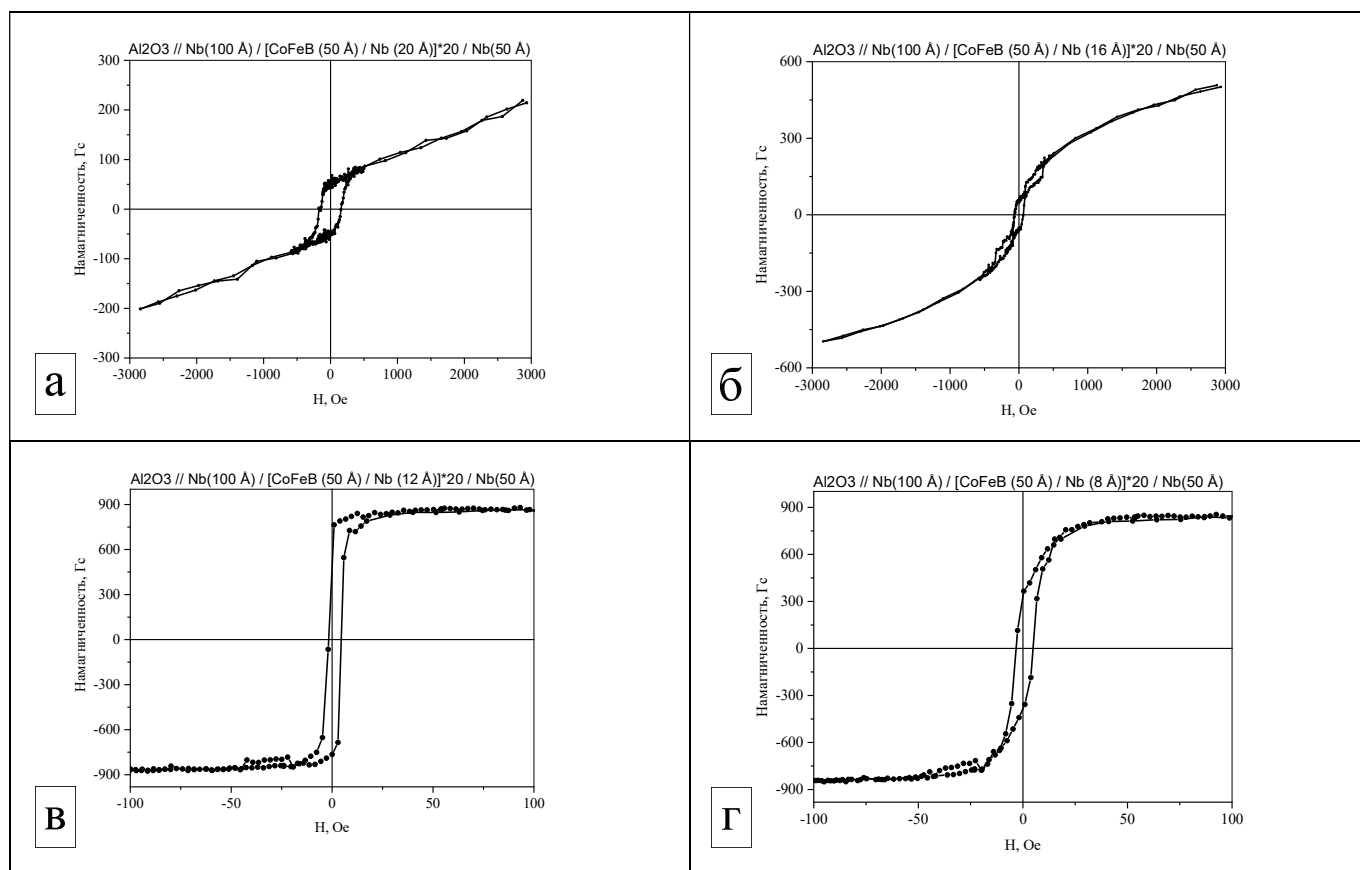 Al2O3 // Nb(100 Å) / [CoFeB (50 Å) / Nb (20 Å)]*20 / Nb(50 Å)
300
200
100
0
-100
-200
-300
Намагниченность, Гс
-3000 -2000 -1000 0 1000 2000 3000
H, Oe
а
Al2O3 // Nb(100 Å) / [CoFeB (50 Å) / Nb (16 Å)]*20 / Nb(50 Å)
600
300
0
-300
-600
Намагниченность, Гс
-3000 -2000 -1000 0 1000 2000 3000
H, Oe
б
Al2O3 // Nb(100 Å) / [CoFeB (50 Å) / Nb (12 Å)]*20 / Nb(50 Å)
900
600
300
0
-300
-600
-900
Намагниченность, Гс
-100 -50 0 50 100
H, Oe
в
Al2O3 // Nb(100 Å) / [CoFeB (50 Å) / Nb (8 Å)]*20 / Nb(50 Å)
900
600
300
0
-300
-600
-900
Намагниченность, Гс
-100 -50 0 50 100
H, Oe
г